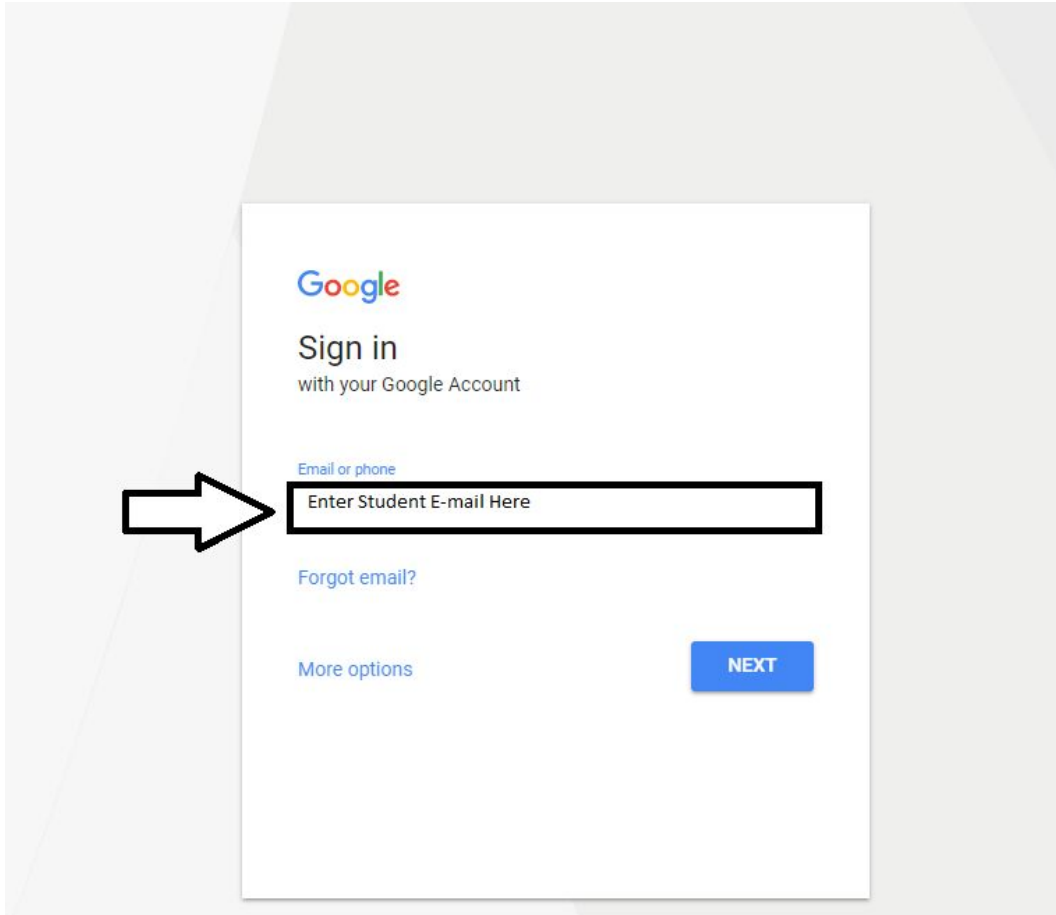 Google
Sign in
with your Google Account
Email or phone
Enter Student E-mail Here
Forgot email?
More options
NEXT